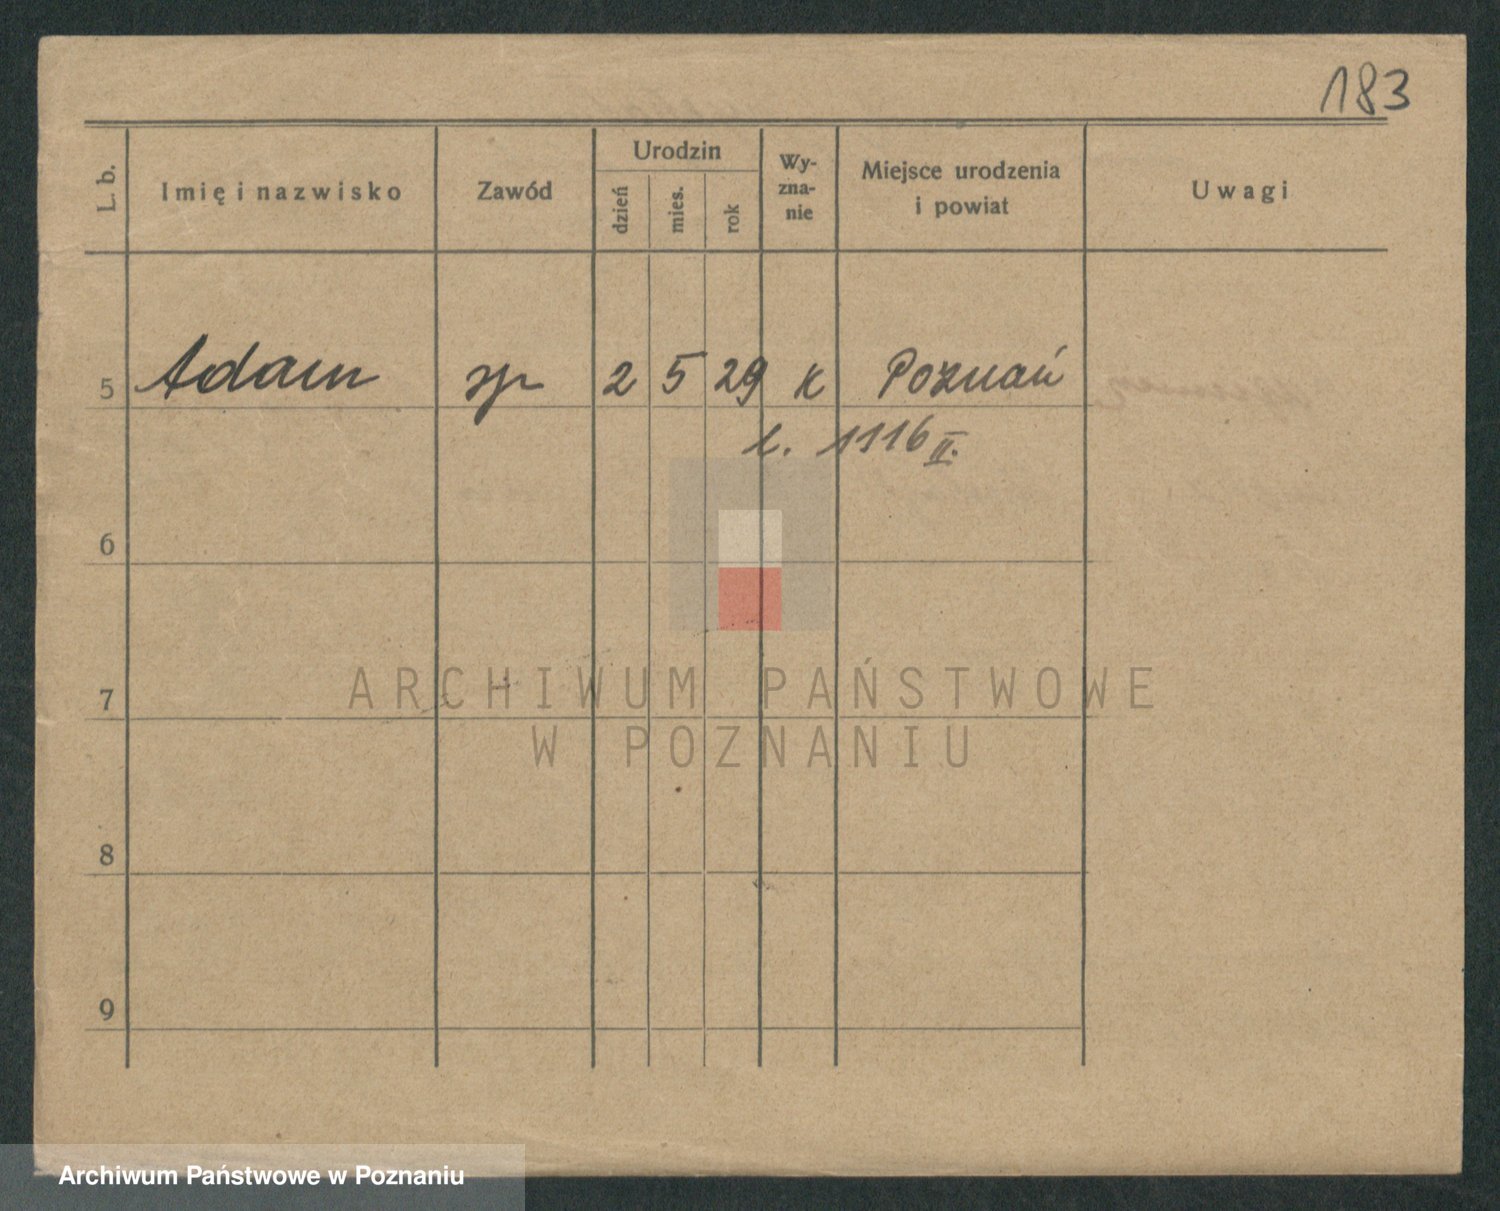 183
L. b. Imię i nazwisko Zawód Urodzin dzień mies. rok Wy-zna-nie Miejsce urodzenia i powiat Uwagi
5 Adam 2 5 29 k Poznań
l. 1116 II.
6
7
8
9
ARCHIWUM PAŃSTWOWE
W POZNANIU
Archiwum Państwowe w Poznaniu